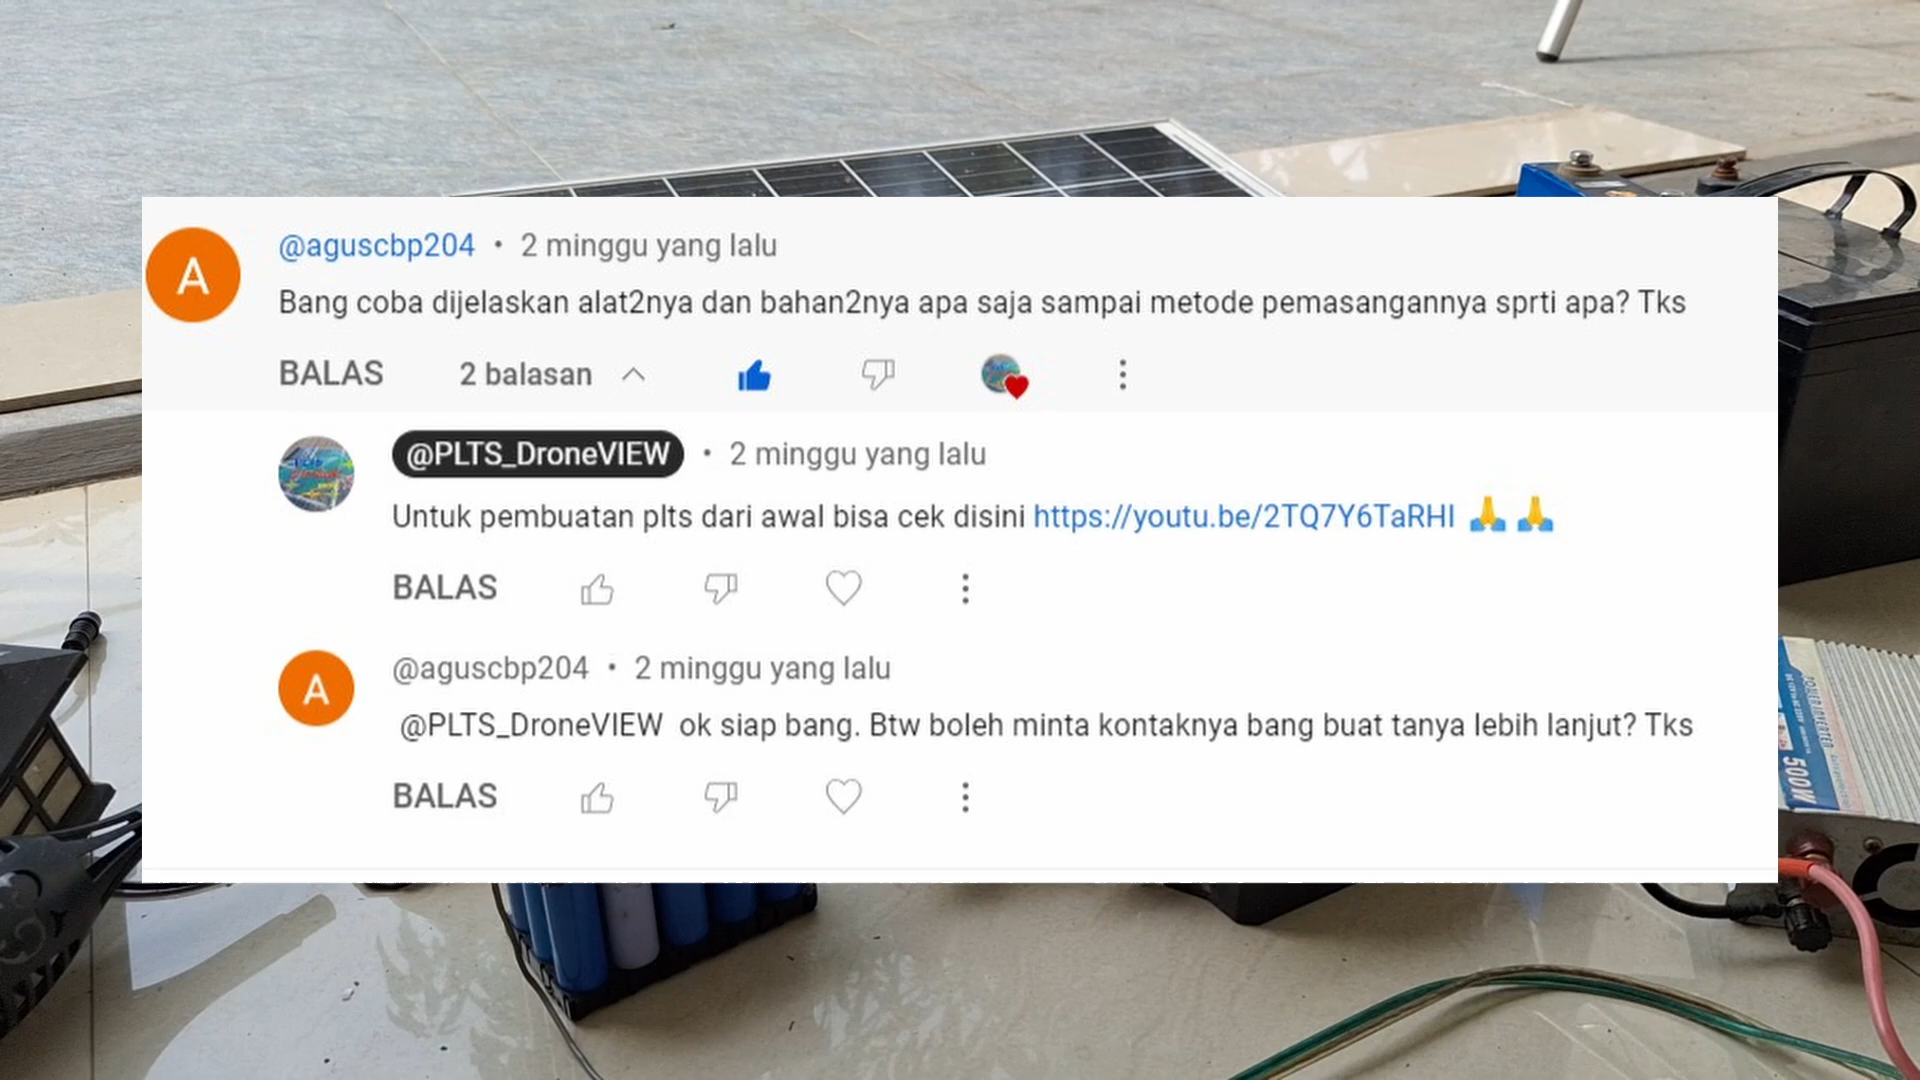 A
@aguscbp204 • 2 minggu yang lalu
Bang coba dijelaskan alat2nya dan bahan2nya apa saja sampai metode pemasangannya sprti apa? Tks
BALAS 2 balasan
@PLTS_DroneVIEW • 2 minggu yang lalu
Untuk pembuatan plts dari awal bisa cek disini https://youtu.be/2TQ7Y6TaRHI 🙏🙏
BALAS
A
@aguscbp204 • 2 minggu yang lalu
@PLTS_DroneVIEW ok siap bang. Btw boleh minta kontaknya bang buat tanya lebih lanjut? Tks
BALAS
POWER INVERTER
500W